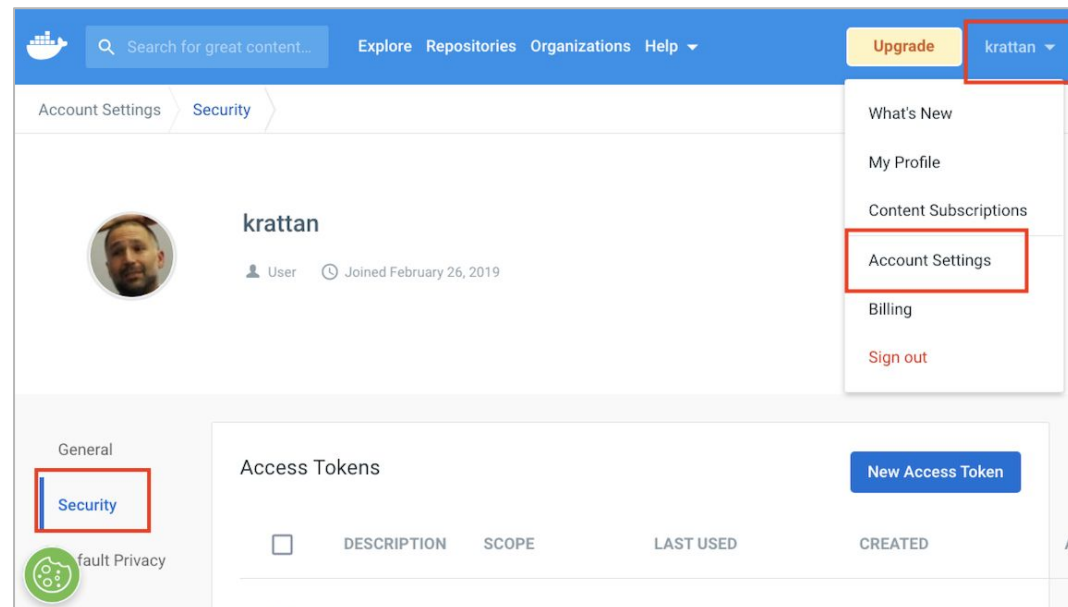 Search for great content... Explore Repositories Organizations Help Upgrade krattan
Account Settings Security
What's New
My Profile
Content Subscriptions
Account Settings
Billing
Sign out
krattan
User Joined February 26, 2019
General
Security
fault Privacy
Access Tokens New Access Token
DESCRIPTION SCOPE LAST USED CREATED